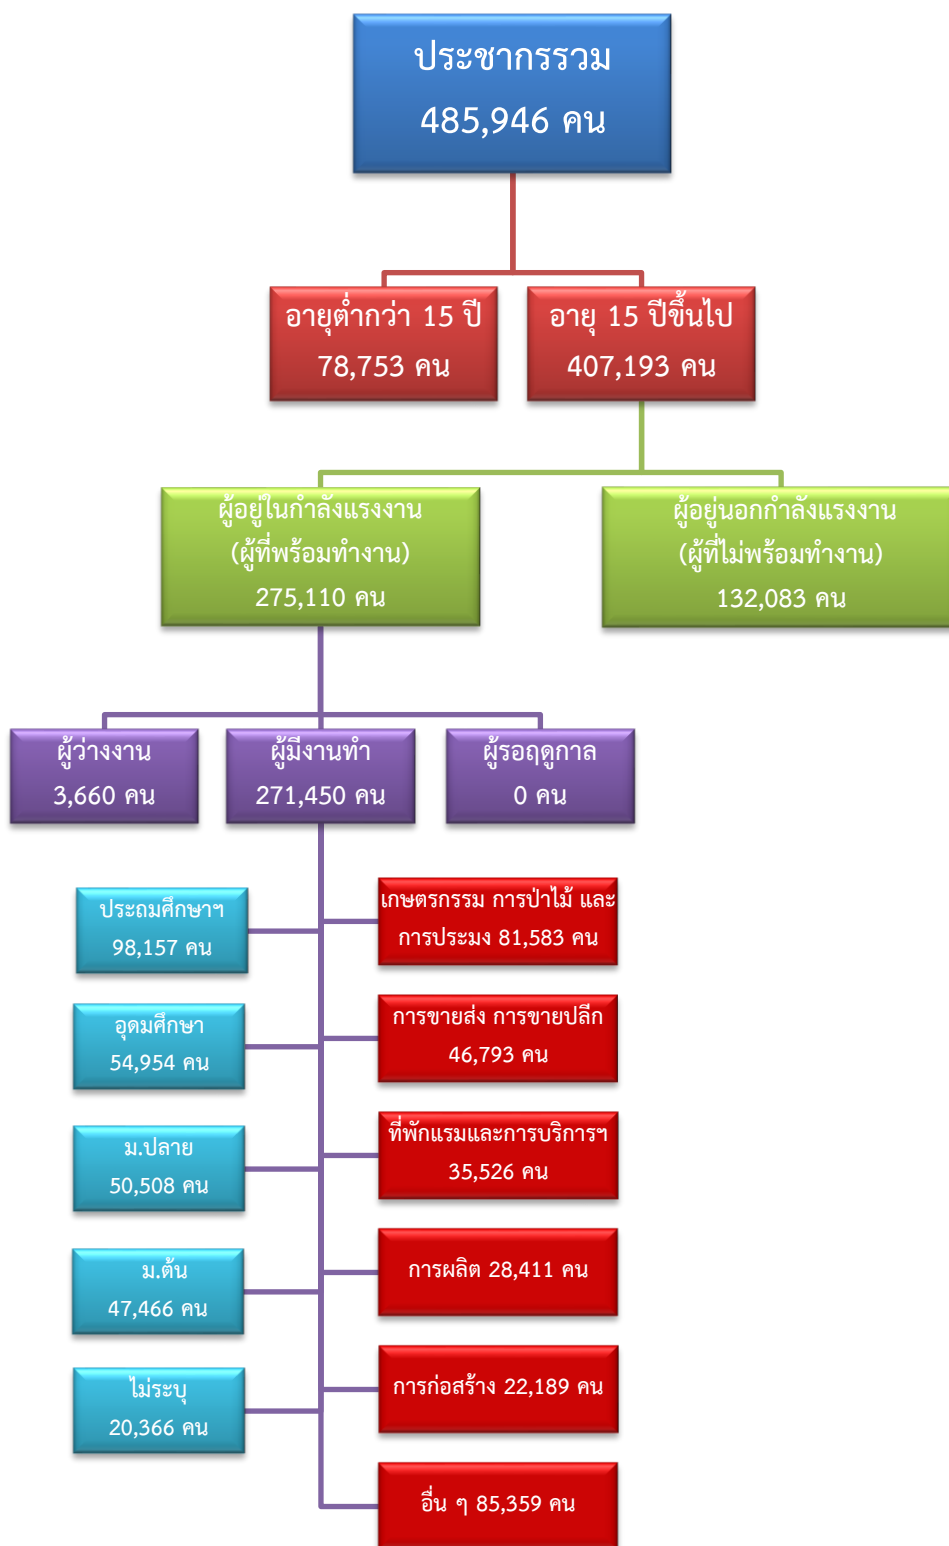 ประชากรรวม
485,946 คน
อายุต่ำกว่า 15 ปี
78,753 คน
อายุ 15 ปีขึ้นไป
407,193 คน
ผู้อยู่ในกำลังแรงงาน
(ผู้ที่พร้อมทำงาน)
275,110 คน
ผู้อยู่นอกกำลังแรงงาน
(ผู้ที่ไม่พร้อมทำงาน)
132,083 คน
ผู้ว่างงาน
3,660 คน
ผู้มีงานทำ
271,450 คน
ผู้รอฤดูกาล
0 คน
ประถมศึกษาฯ
98,157 คน
อุดมศึกษา
54,954 คน
ม.ปลาย
50,508 คน
ม.ต้น
47,466 คน
ไม่ระบุ
20,366 คน
เกษตรกรรม การป่าไม้ และ
การประมง 81,583 คน
การขายส่ง การขายปลีก
46,793 คน
ที่พักแรมและการบริการฯ
35,526 คน
การผลิต 28,411 คน
การก่อสร้าง 22,189 คน
อื่น ๆ 85,359 คน